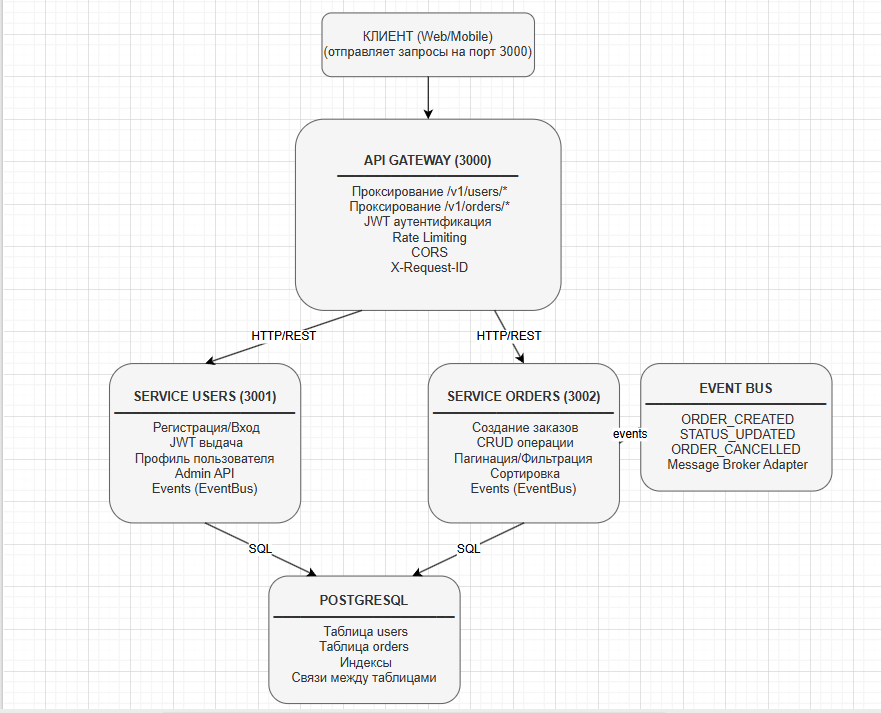 КЛИЕНТ (Web/Mobile)
(отправляет запросы на порт 3000)
API GATEWAY (3000)
Проксирование /v1/users/*
Проксирование /v1/orders/*
JWT аутентификация
Rate Limiting
CORS
X-Request-ID
HTTP/REST
HTTP/REST
SERVICE USERS (3001)
Регистрация/Вход
JWT выдача
Профиль пользователя
Admin API
Events (EventBus)
SERVICE ORDERS (3002)
Создание заказов
CRUD операции
Пагинация/Фильтрация
Сортировка
Events (EventBus)
events
EVENT BUS
ORDER_CREATED
STATUS_UPDATED
ORDER_CANCELLED
Message Broker Adapter
SQL
SQL
POSTGRESQL
Таблица users
Таблица orders
Индексы
Связи между таблицами